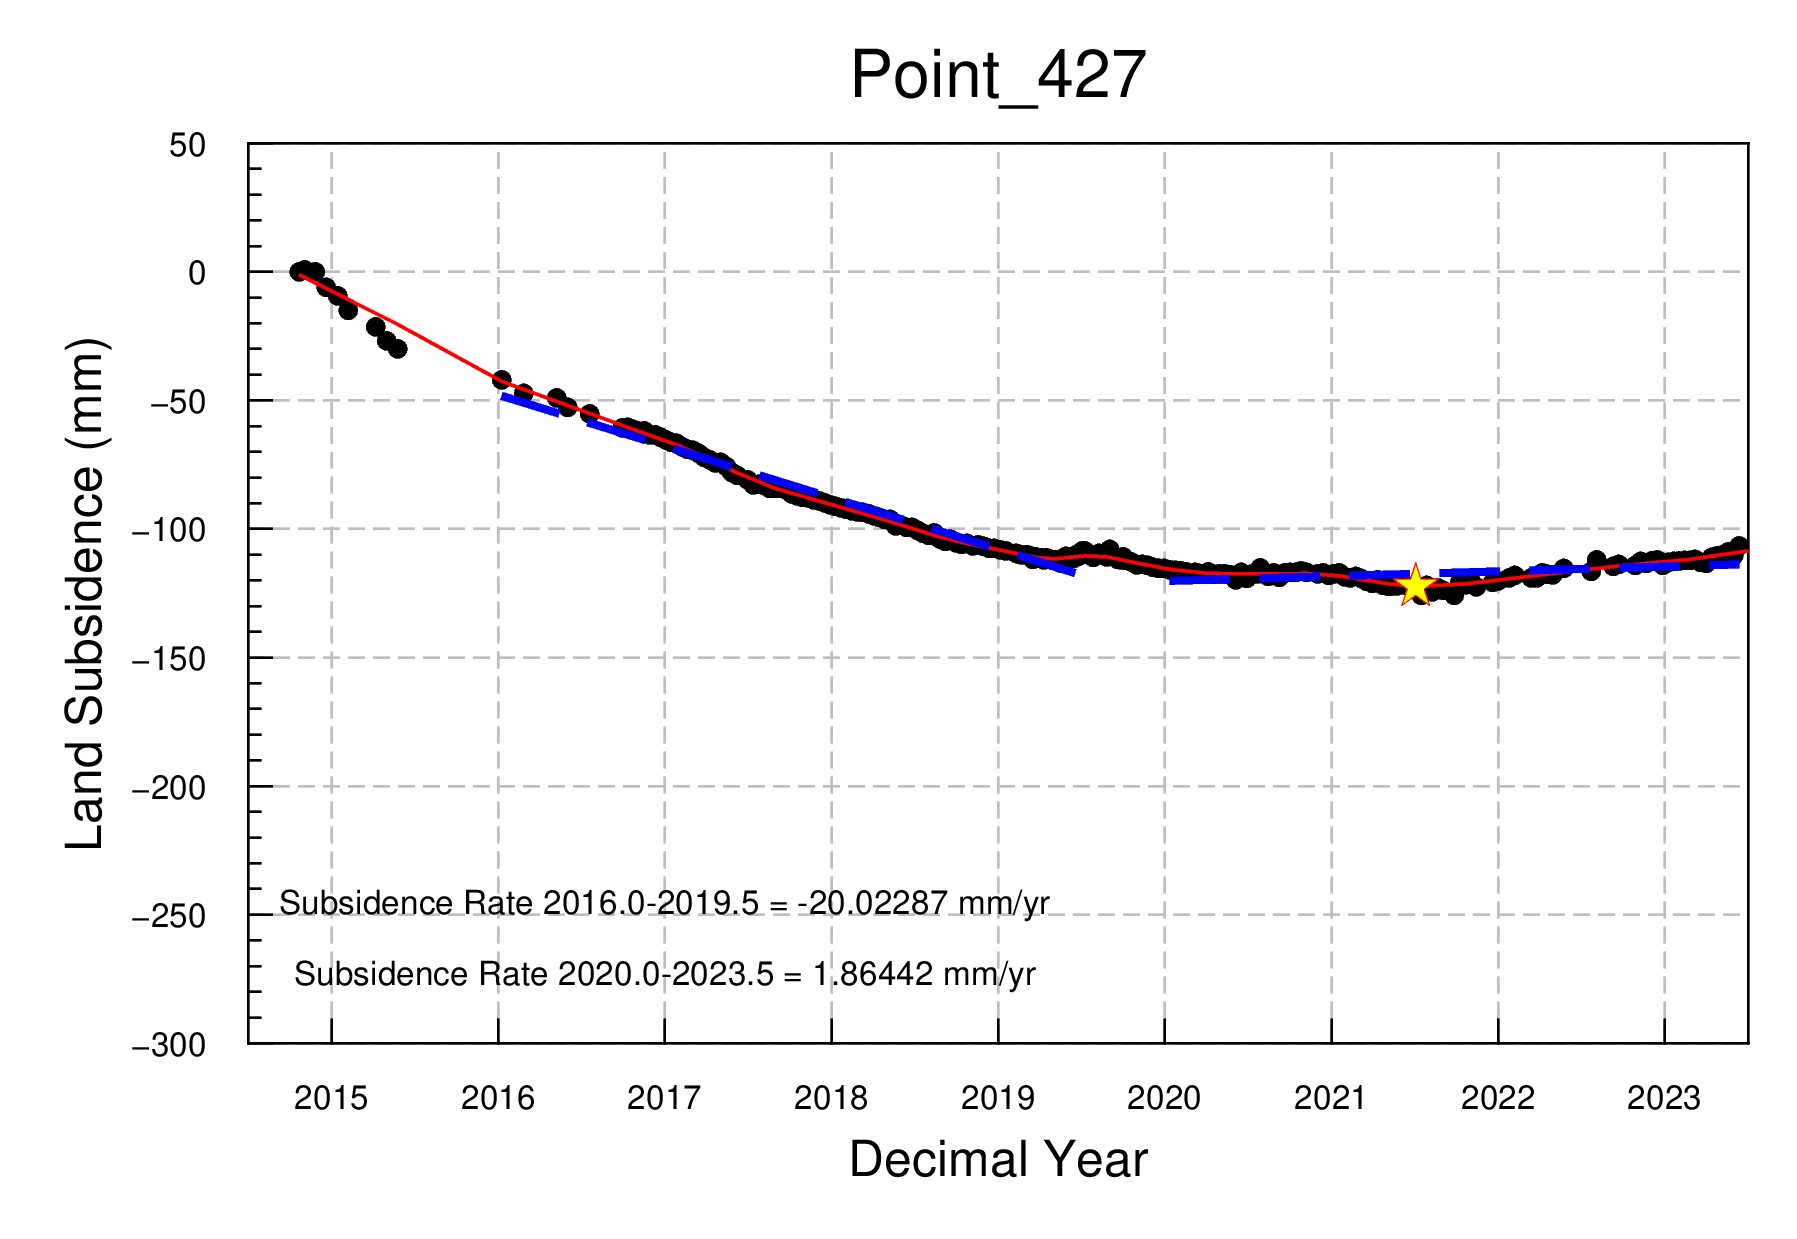 Point_427
50
0
−50
−100
−150
−200
−250
−300
Land Subsidence (mm)
Subsidence Rate 2016.0-2019.5 = -20.02287 mm/yr
Subsidence Rate 2020.0-2023.5 = 1.86442 mm/yr
2015 2016 2017 2018 2019 2020 2021 2022 2023
Decimal Year